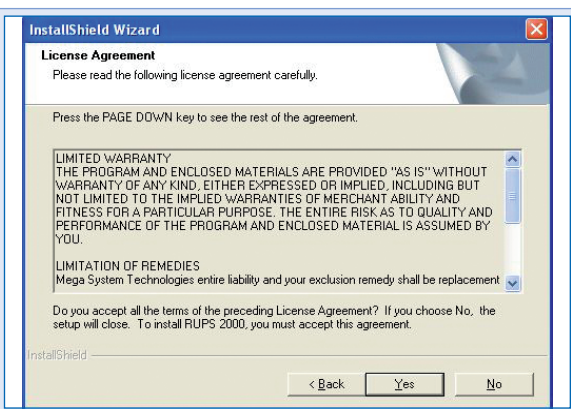 InstallShield Wizard
License Agreement
Please read the following license agreement carefully.
Press the PAGE DOWN key to see the rest of the agreement.
LIMITED WARRANTY
THE PROGRAM AND ENCLOSED MATERIALS ARE PROVIDED "AS IS" WITHOUT
WARRANTY OF ANY KIND, EITHER EXPRESSED OR IMPLIED, INCLUDING BUT
NOT LIMITED TO THE IMPLIED WARRANTIES OF MERCHANT ABILITY AND
FITNESS FOR A PARTICULAR PURPOSE. THE ENTIRE RISK AS TO QUALITY AND
PERFORMANCE OF THE PROGRAM AND ENCLOSED MATERIAL IS ASSUMED BY
YOU.
LIMITATION OF REMEDIES
Mega System Technologies entire liability and your exclusion remedy shall be replacement
Do you accept all the terms of the preceding License Agreement? If you choose No, the
setup will close. To install RUPS 2000, you must accept this agreement.
InstallShield
< Back Yes No